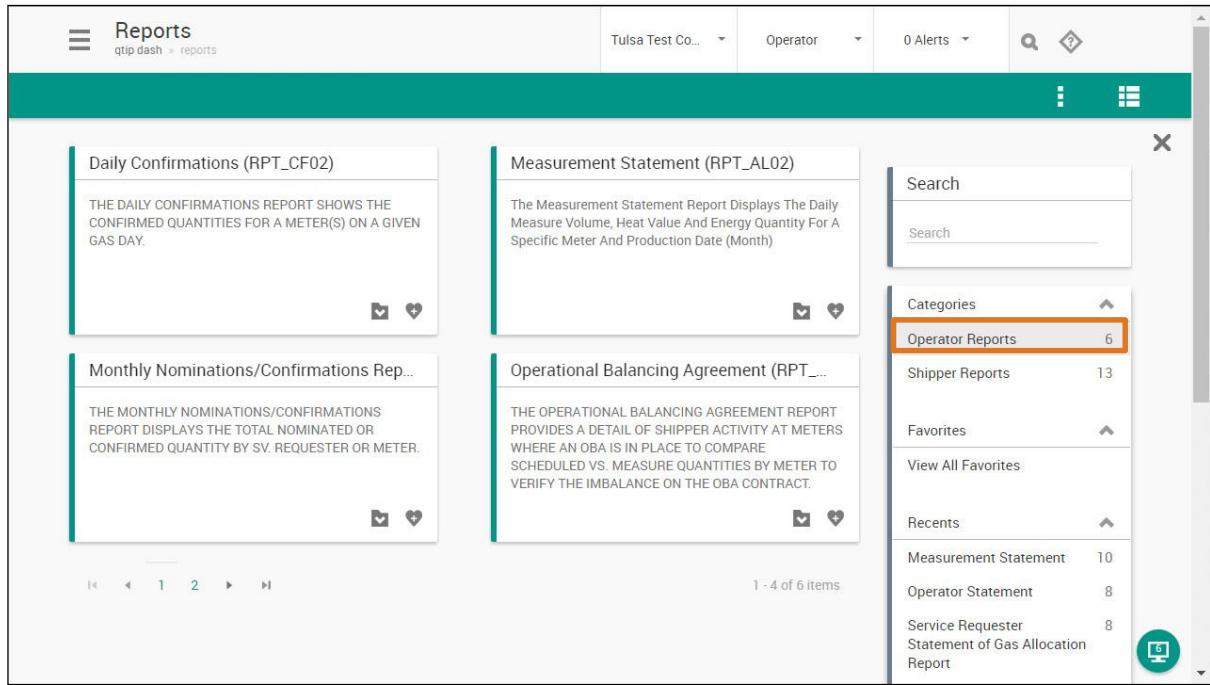 Reports
qtip dash » reports
Tulsa Test Co...
Operator
0 Alerts
Daily Confirmations (RPT_CF02)
THE DAILY CONFIRMATIONS REPORT SHOWS THE
CONFIRMED QUANTITIES FOR A METER(S) ON A GIVEN
GAS DAY.
Measurement Statement (RPT_AL02)
The Measurement Statement Report Displays The Daily
Measure Volume, Heat Value And Energy Quantity For A
Specific Meter And Production Date (Month)
Monthly Nominations/Confirmations Rep...
THE MONTHLY NOMINATIONS/CONFIRMATIONS
REPORT DISPLAYS THE TOTAL NOMINATED OR
CONFIRMED QUANTITY BY SV. REQUESTER OR METER.
Operational Balancing Agreement (RPT_...
THE OPERATIONAL BALANCING AGREEMENT REPORT
PROVIDES A DETAIL OF SHIPPER ACTIVITY AT METERS
WHERE AN OBA IS IN PLACE TO COMPARE
SCHEDULED VS. MEASURE QUANTITIES BY METER TO
VERIFY THE IMBALANCE ON THE OBA CONTRACT.
1 2
1 - 4 of 6 items
Search
Search
Categories
Operator Reports 6
Shipper Reports 13
Favorites
View All Favorites
Recents
Measurement Statement 10
Operator Statement 8
Service Requester 8
Statement of Gas Allocation
Report
6